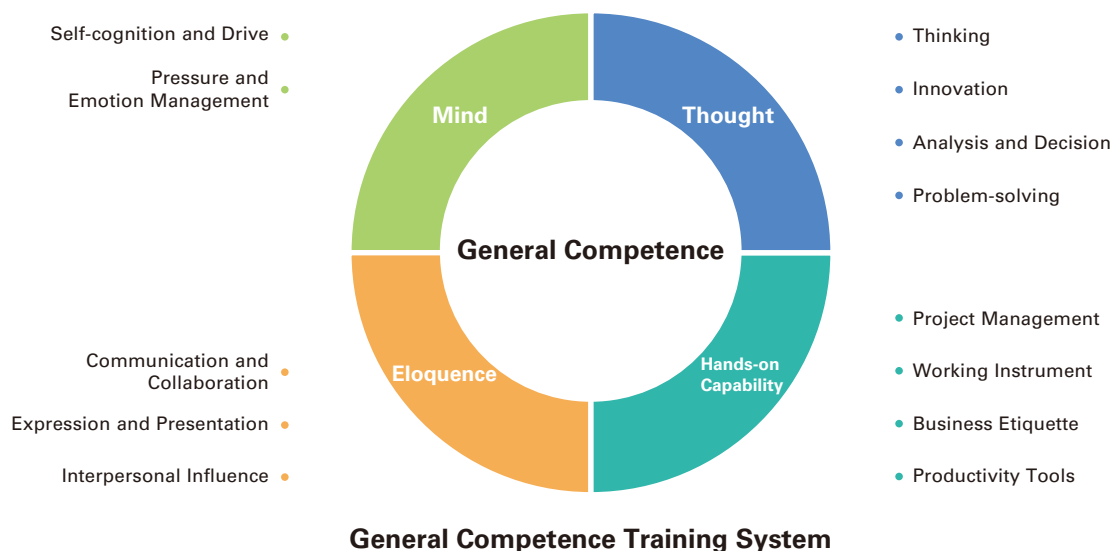 Self-cognition and Drive
Pressure and
Emotion Management
Mind
Thought
Thinking
Innovation
Analysis and Decision
Problem-solving
General Competence
Communication and
Collaboration
Expression and Presentation
Interpersonal Influence
Eloquence
Hands-on
Capability
Project Management
Working Instrument
Business Etiquette
Productivity Tools
General Competence Training System